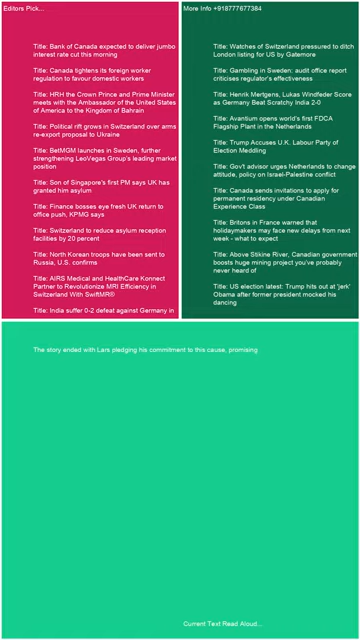 Editors Pick...
Title: Bank of Canada expected to deliver jumbo
interest rate cut this morning
Title: Canada tightens its foreign worker
regulation to favour domestic workers
Title: HRH the Crown Prince and Prime Minister
meets with the Ambassador of the United States
of America to the Kingdom of Bahrain
Title: Political rift grows in Switzerland over arms
re-export proposal to Ukraine
Title: BetMGM launches in Sweden, further
strengthening LeoVegas Group's leading market
position
Title: Son of Singapore's first PM says UK has
granted him asylum
Title: Finance bosses eye fresh UK return to
office push, KPMG says
Title: Switzerland to reduce asylum reception
facilities by 20 percent
Title: North Korean troops have been sent to
Russia, U.S. confirms
Title: AIRS Medical and HealthCare Konnect
Partner to Revolutionize MRI Efficiency in
Switzerland With SwiftMR®
Title: India suffer 0-2 defeat against Germany in
More Info +918777677384
Title: Watches of Switzerland pressured to ditch
London listing for US by Gatemore
Title: Gambling in Sweden: audit office report
criticises regulator's effectiveness
Title: Henrik Mertgens, Lukas Windfeder Score
as Germany Beat Scratchy India 2-0
Title: Avantium opens world's first FDCA
Flagship Plant in the Netherlands
Title: Trump Accuses U.K. Labour Party of
Election Meddling
Title: Gov't advisor urges Netherlands to change
attitude, policy on Israel-Palestine conflict
Title: Canada sends invitations to apply for
permanent residency under Canadian
Experience Class
Title: Britons in France warned that
holidaymakers may face new delays from next
week - what to expect
Title: Above Stikine River, Canadian government
boosts huge mining project you've probably
never heard of
Title: US election latest: Trump hits out at 'jerk'
Obama after former president mocked his
dancing
The story ended with Lars pledging his commitment to this cause, promising
Current Text Read Aloud...